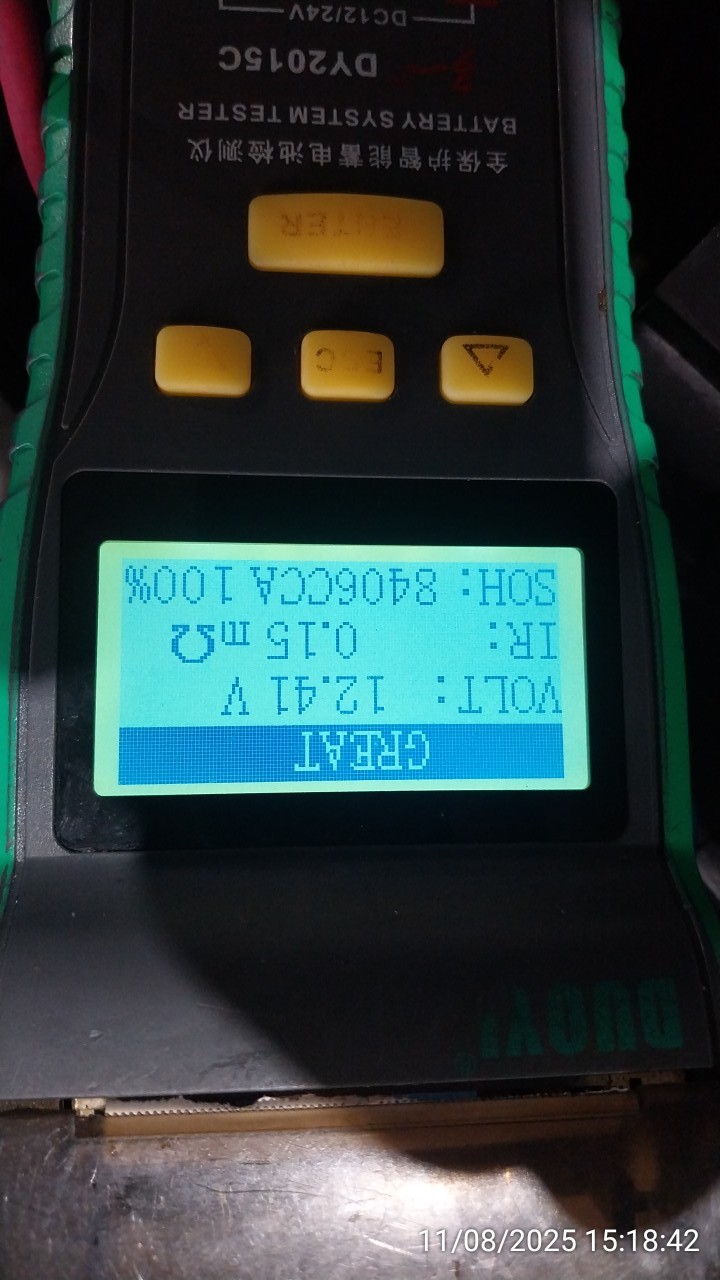 DUOYI
GREAT
VOLT: 12.41 V
IR: 0.15 mΩ
SOH: 8406CCA 100%
ESC
ENTER
全保护智能蓄电池检测仪
BATTERY SYSTEM TESTER
DY2015C
DC12/24V
11/08/2025 15:18:42